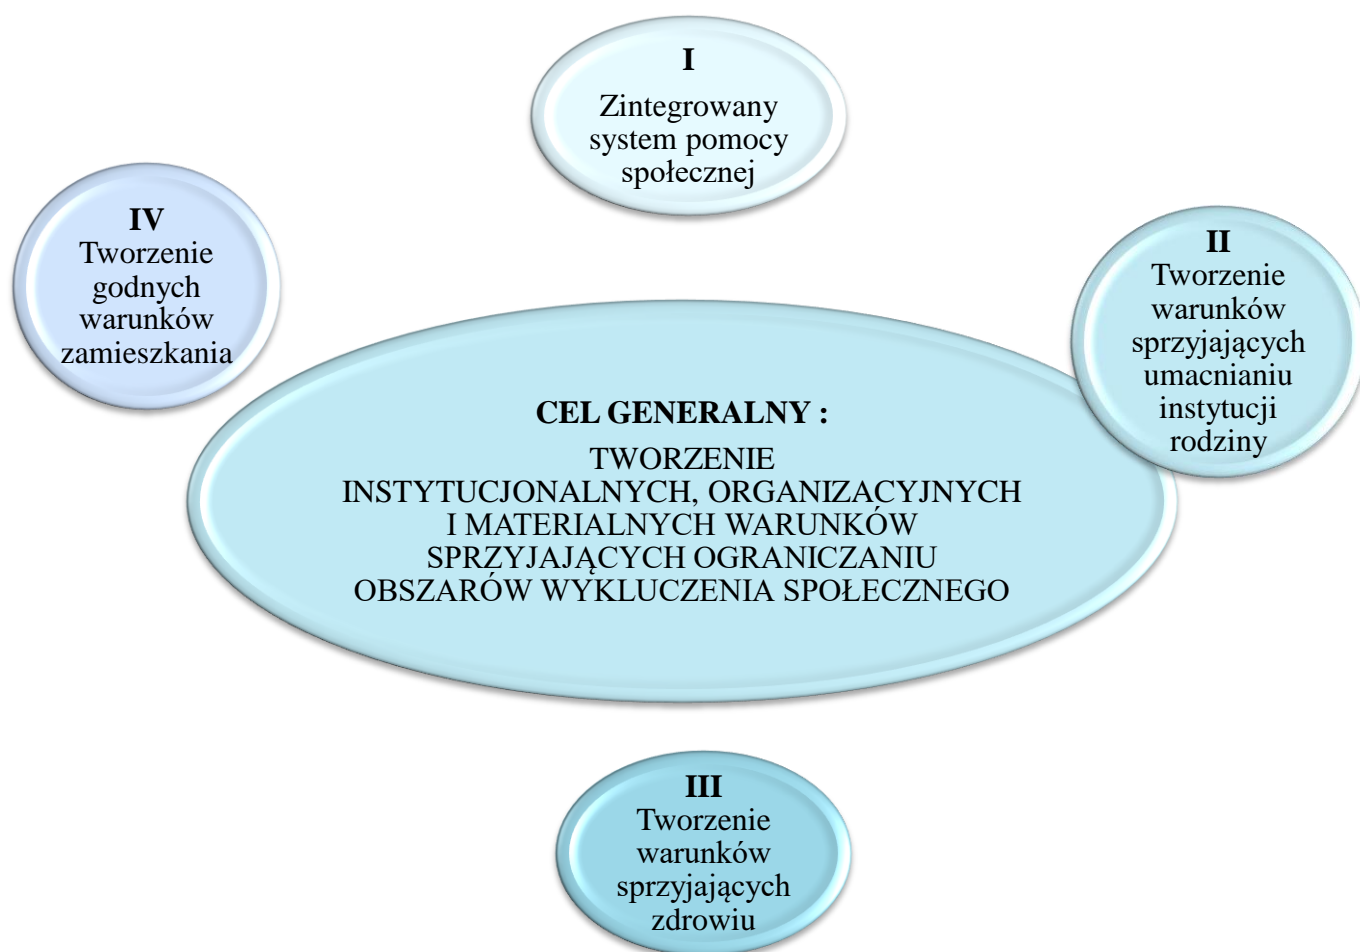 I
Zintegrowany
system pomocy
społecznej
IV
Tworzenie
godnych
warunków
zamieszkania
II
Tworzenie
warunków
sprzyjających
umacnianiu
instytucji
rodziny
CEL GENERALNY :
TWORZENIE
INSTYTUCJONALNYCH, ORGANIZACYJNYCH
I MATERIALNYCH WARUNKÓW
SPRZYJAJĄCYCH OGRANICZANIU
OBSZARÓW WYKLUCZENIA SPOŁECZNEGO
III
Tworzenie
warunków
sprzyjających
zdrowiu